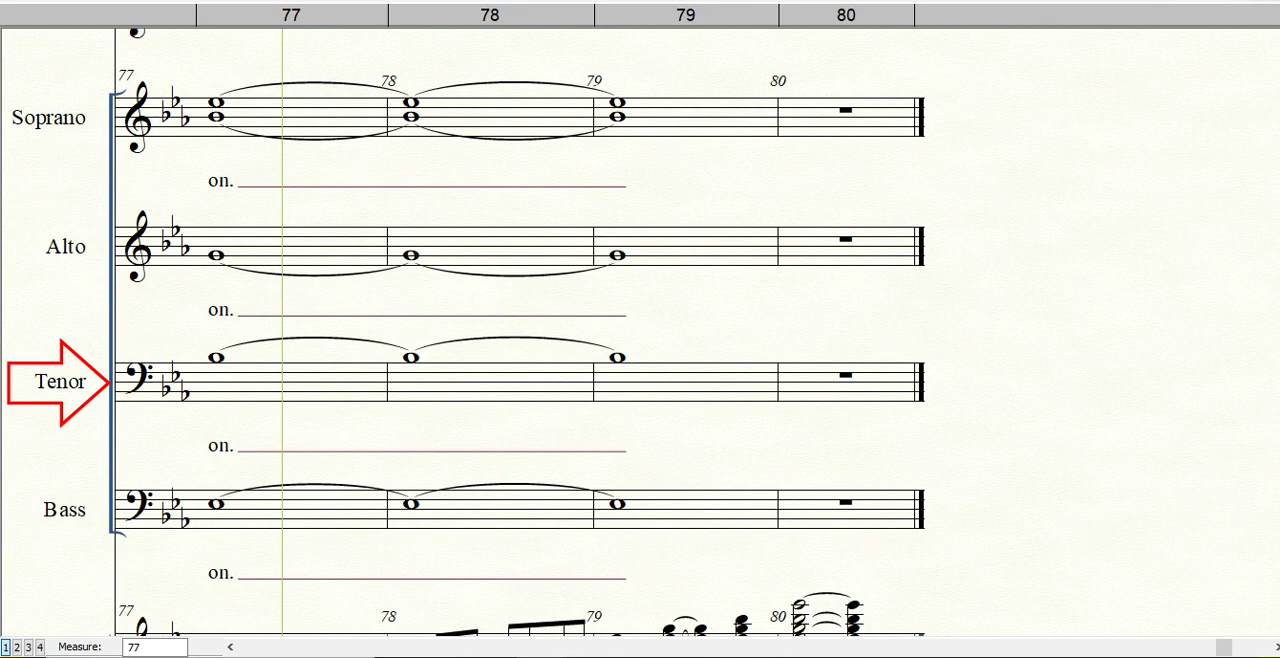 77 78 79 80
77 78 79 80
Soprano
on.
Alto
on.
Tenor
on.
Bass
on.
77 78 79 80
1 2 3 4 Measure: 77